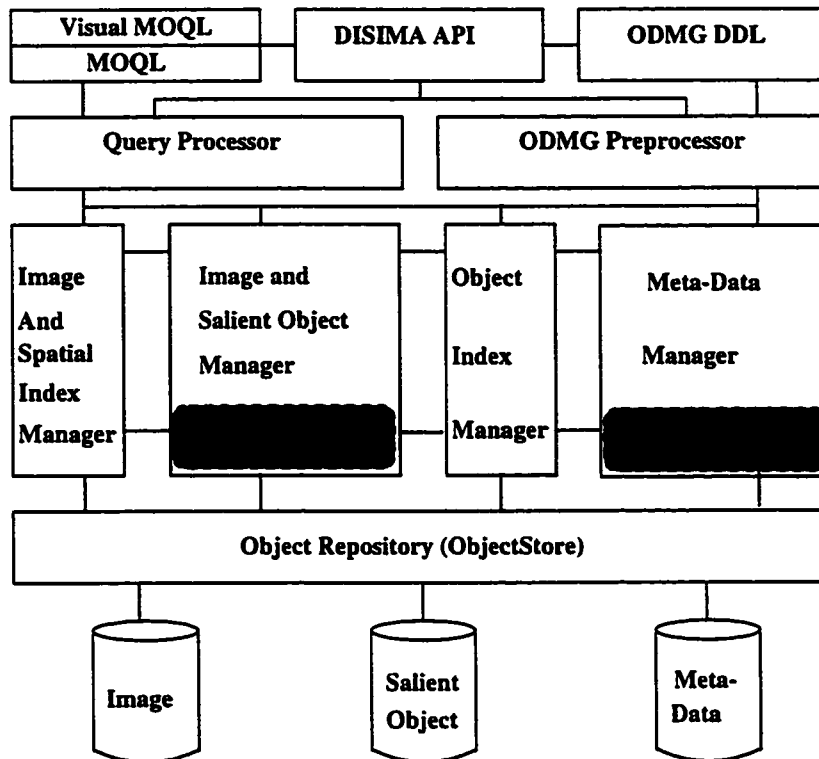 Visual MOQL
MOQL
DISIMA API
ODMG DDL
Query Processor
ODMG Preprocessor
Image
And
Spatial
Index
Manager
Image and
Salient Object
Manager
Object
Index
Manager
Meta-Data
Manager
Object Repository (ObjectStore)
Image
Salient
Object
Meta-
Data